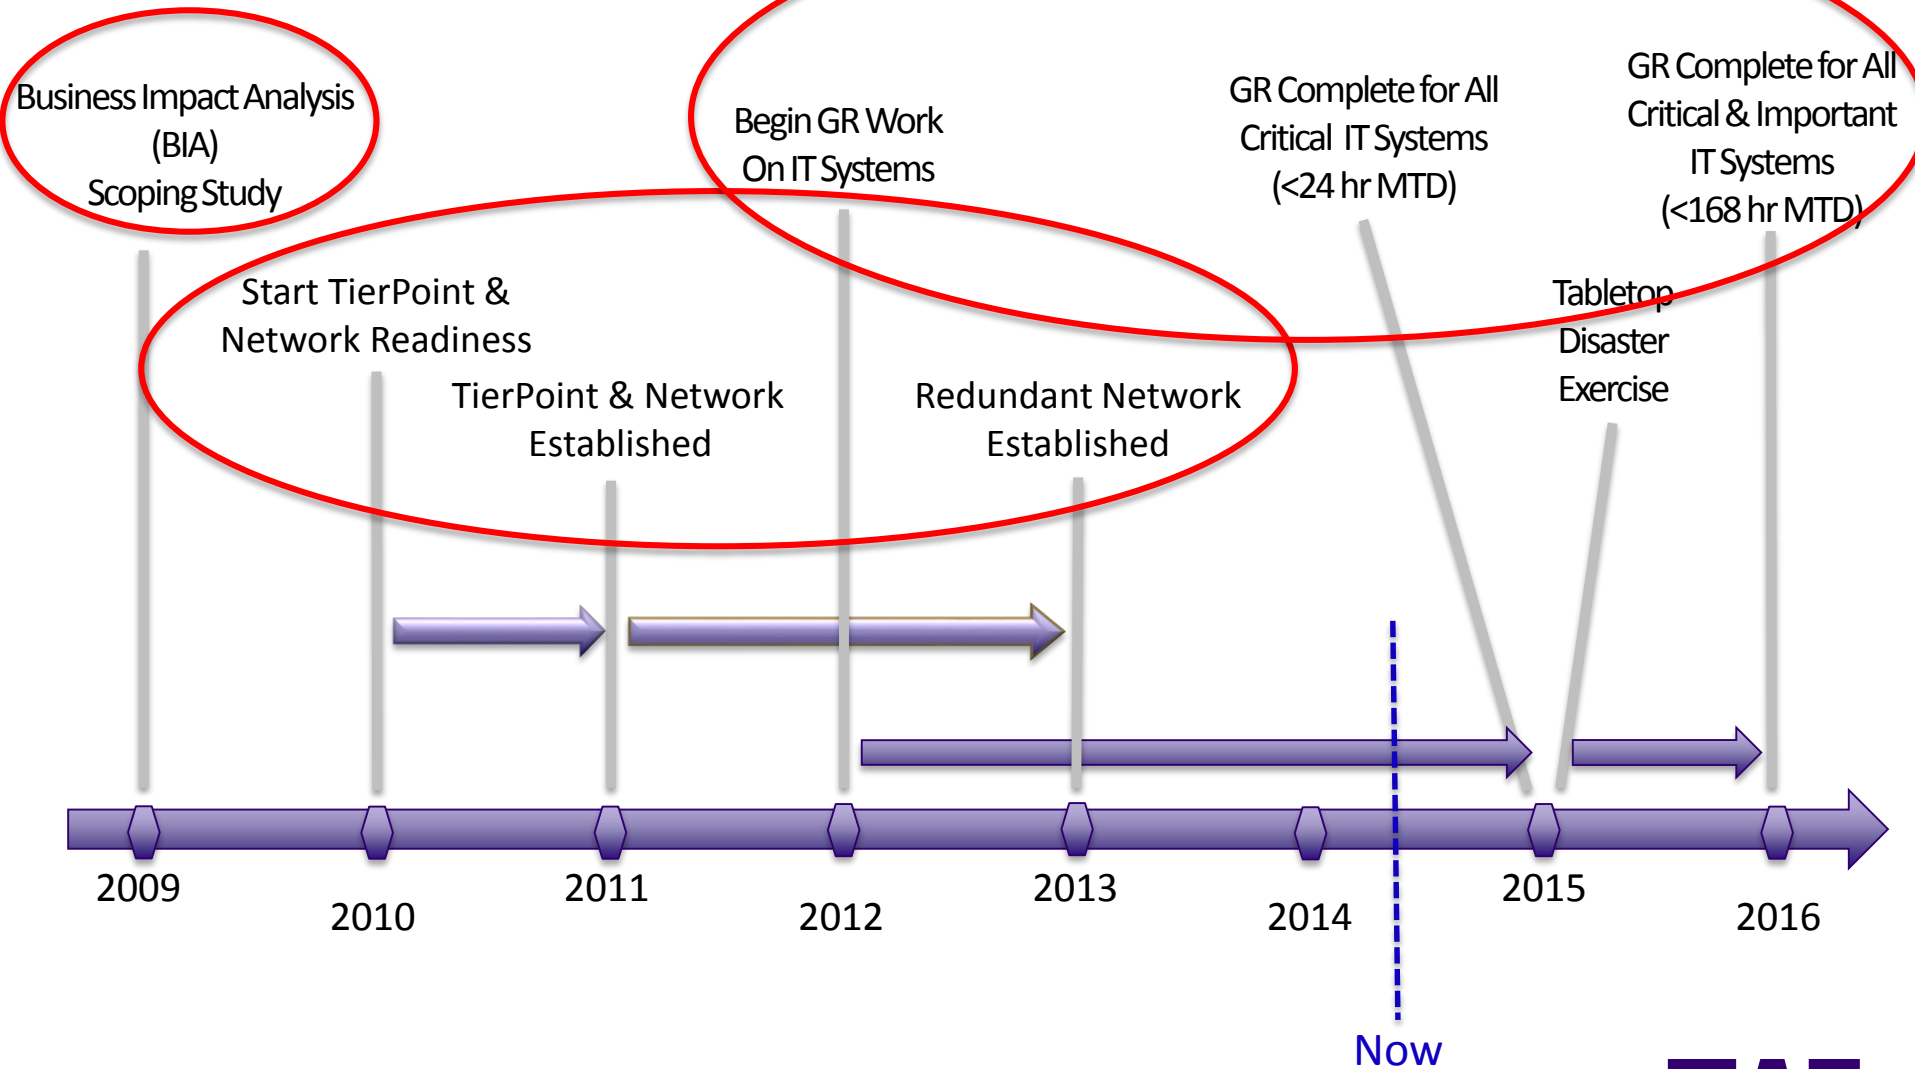 Business Impact Analysis
(BIA)
Scoping Study
Start TierPoint &
Network Readiness
TierPoint & Network
Established
Begin GR Work
On IT Systems
Redundant Network
Established
GR Complete for All
Critical IT Systems
(<24 hr MTD)
Tabletop
Disaster
Exercise
GR Complete for All
Critical & Important
IT Systems
(<168 hr MTD)
2009
2010
2011
2012
2013
2014
2015
2016
Now